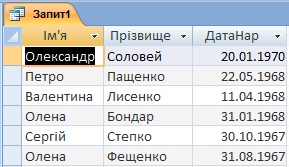 Запит1
Ім'я Прізвище ДатаНар
Олександр Соловей 20.01.1970
Петро Пащенко 22.05.1968
Валентина Лисенко 11.04.1968
Олена Бондар 31.01.1968
Сергій Степко 30.10.1967
Олена Фещенко 31.08.1967